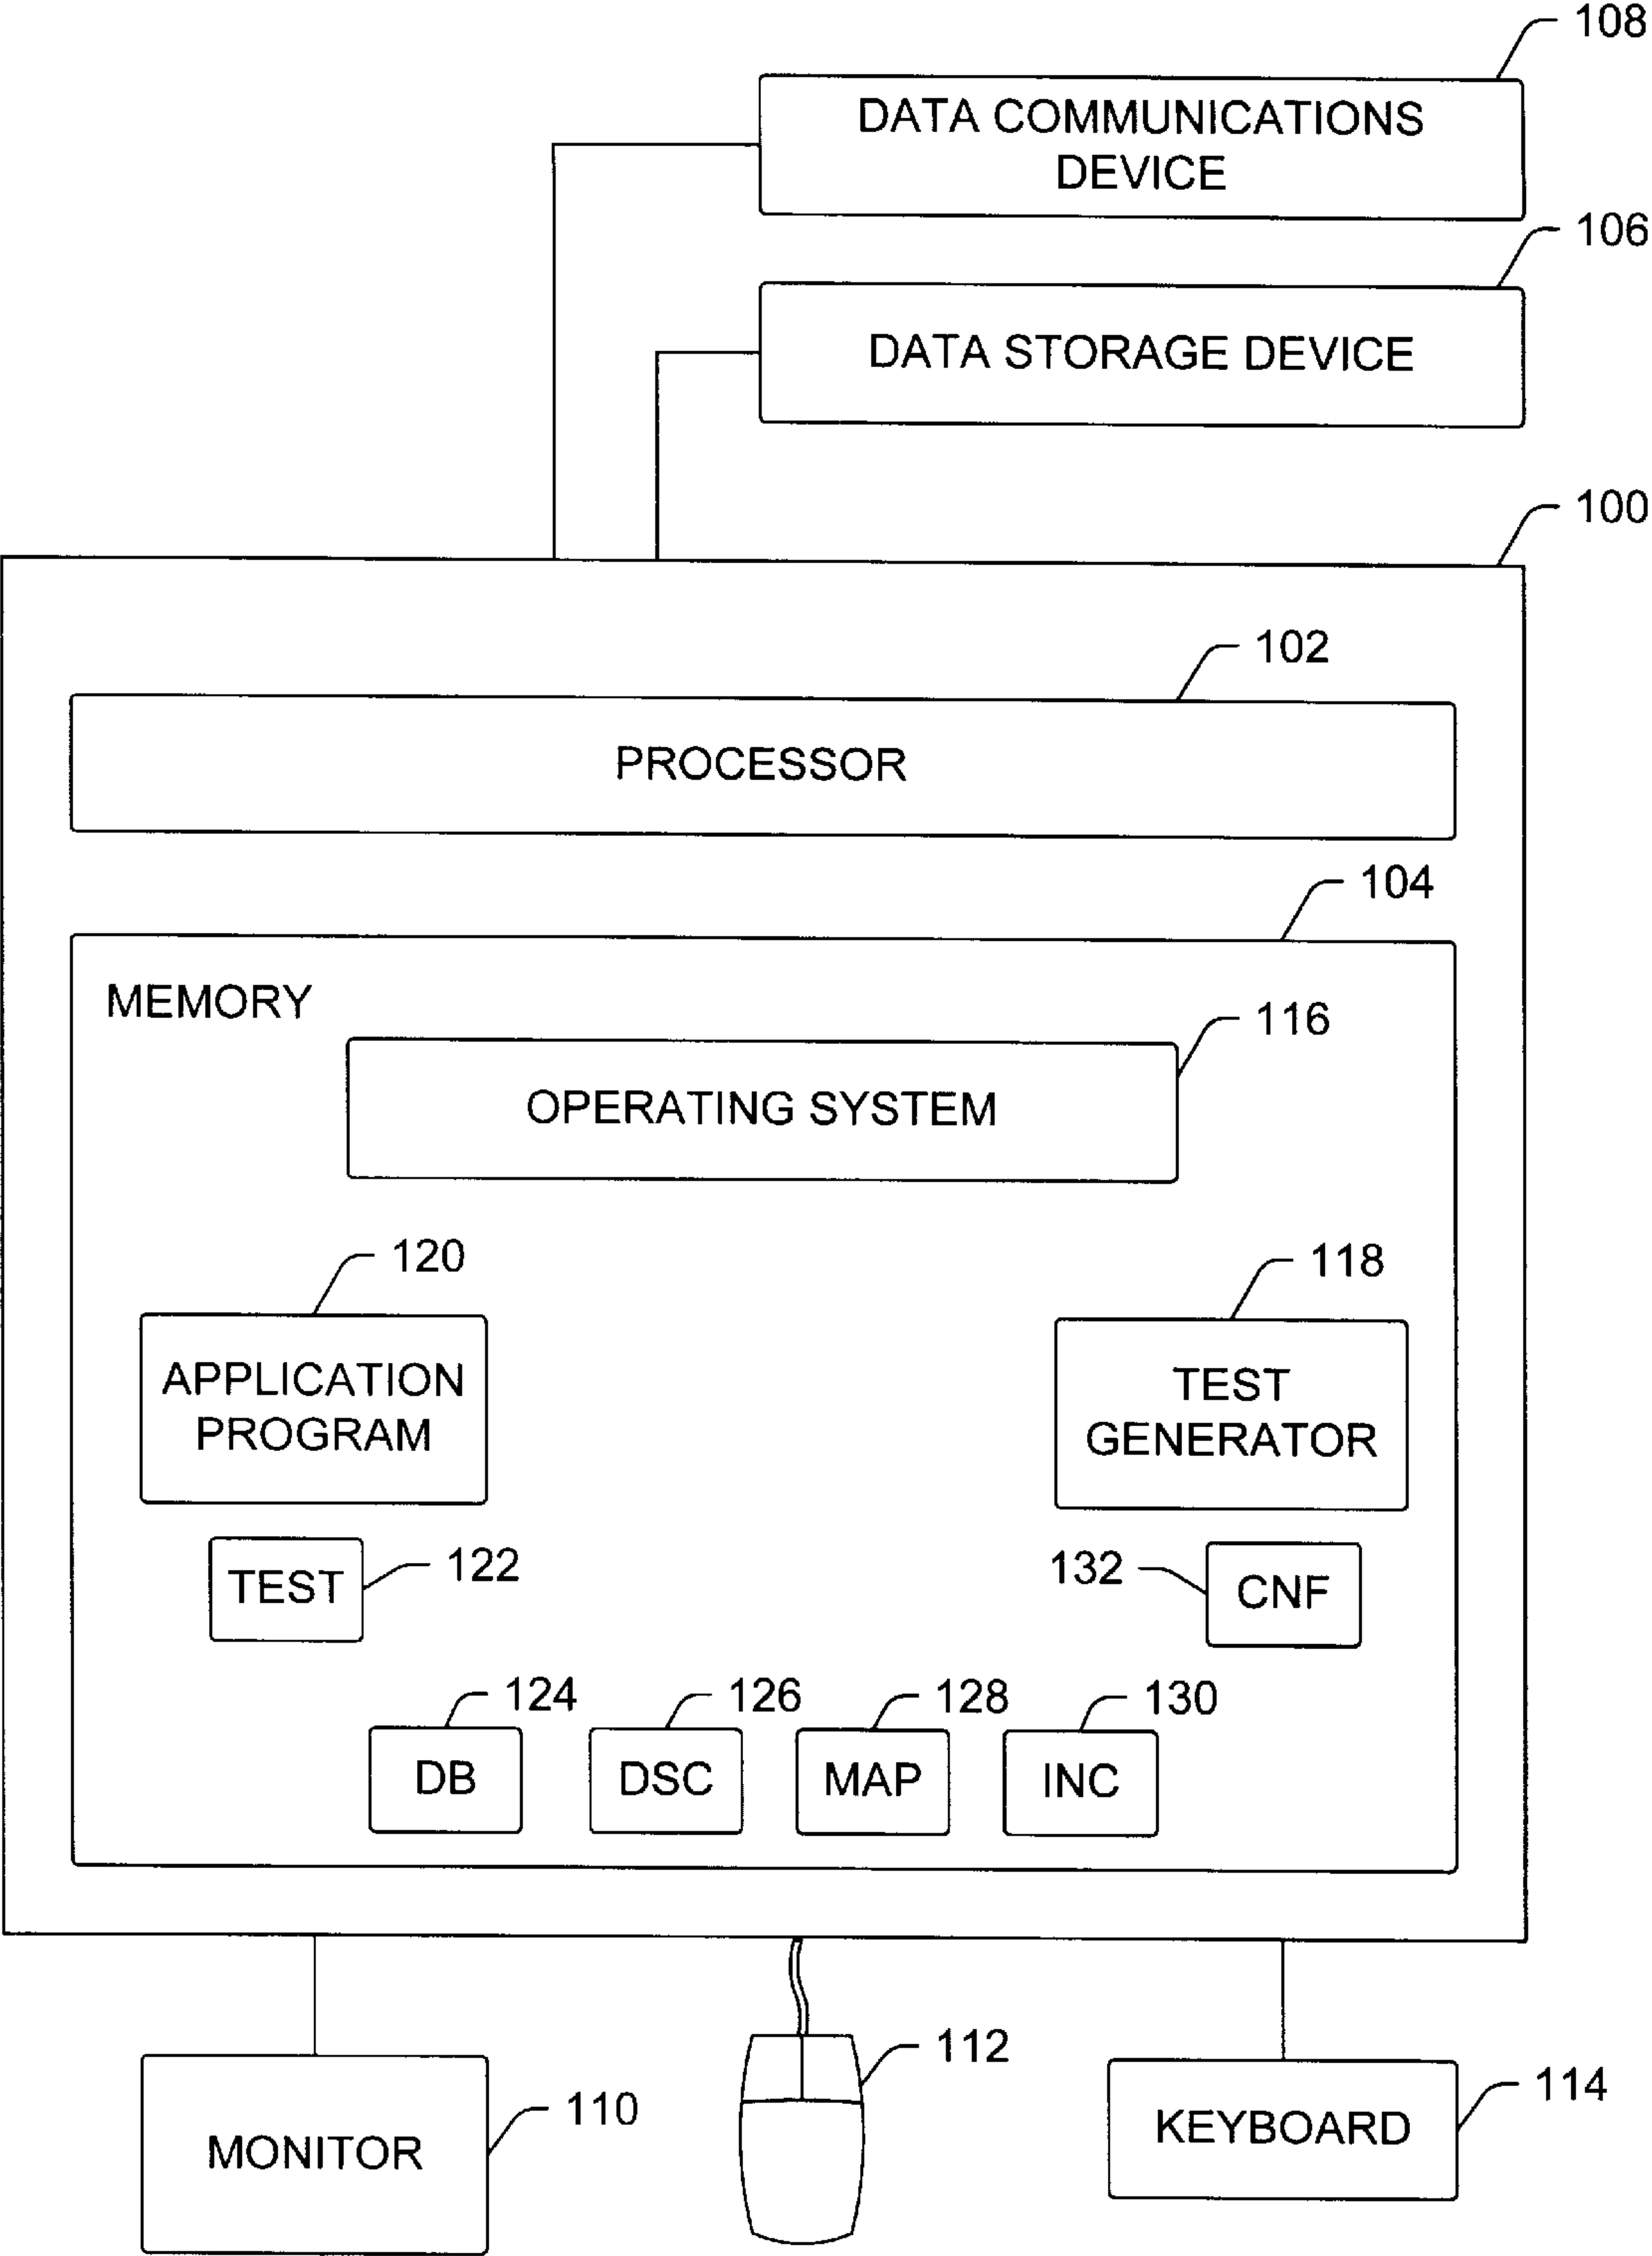 108
DATA COMMUNICATIONS
DEVICE
106
DATA STORAGE DEVICE
100
102
PROCESSOR
104
MEMORY
116
OPERATING SYSTEM
120
118
APPLICATION
PROGRAM
TEST
GENERATOR
TEST
122
132
CNF
124
126
128
130
DB
DSC
MAP
INC
112
110
MONITOR
114
KEYBOARD